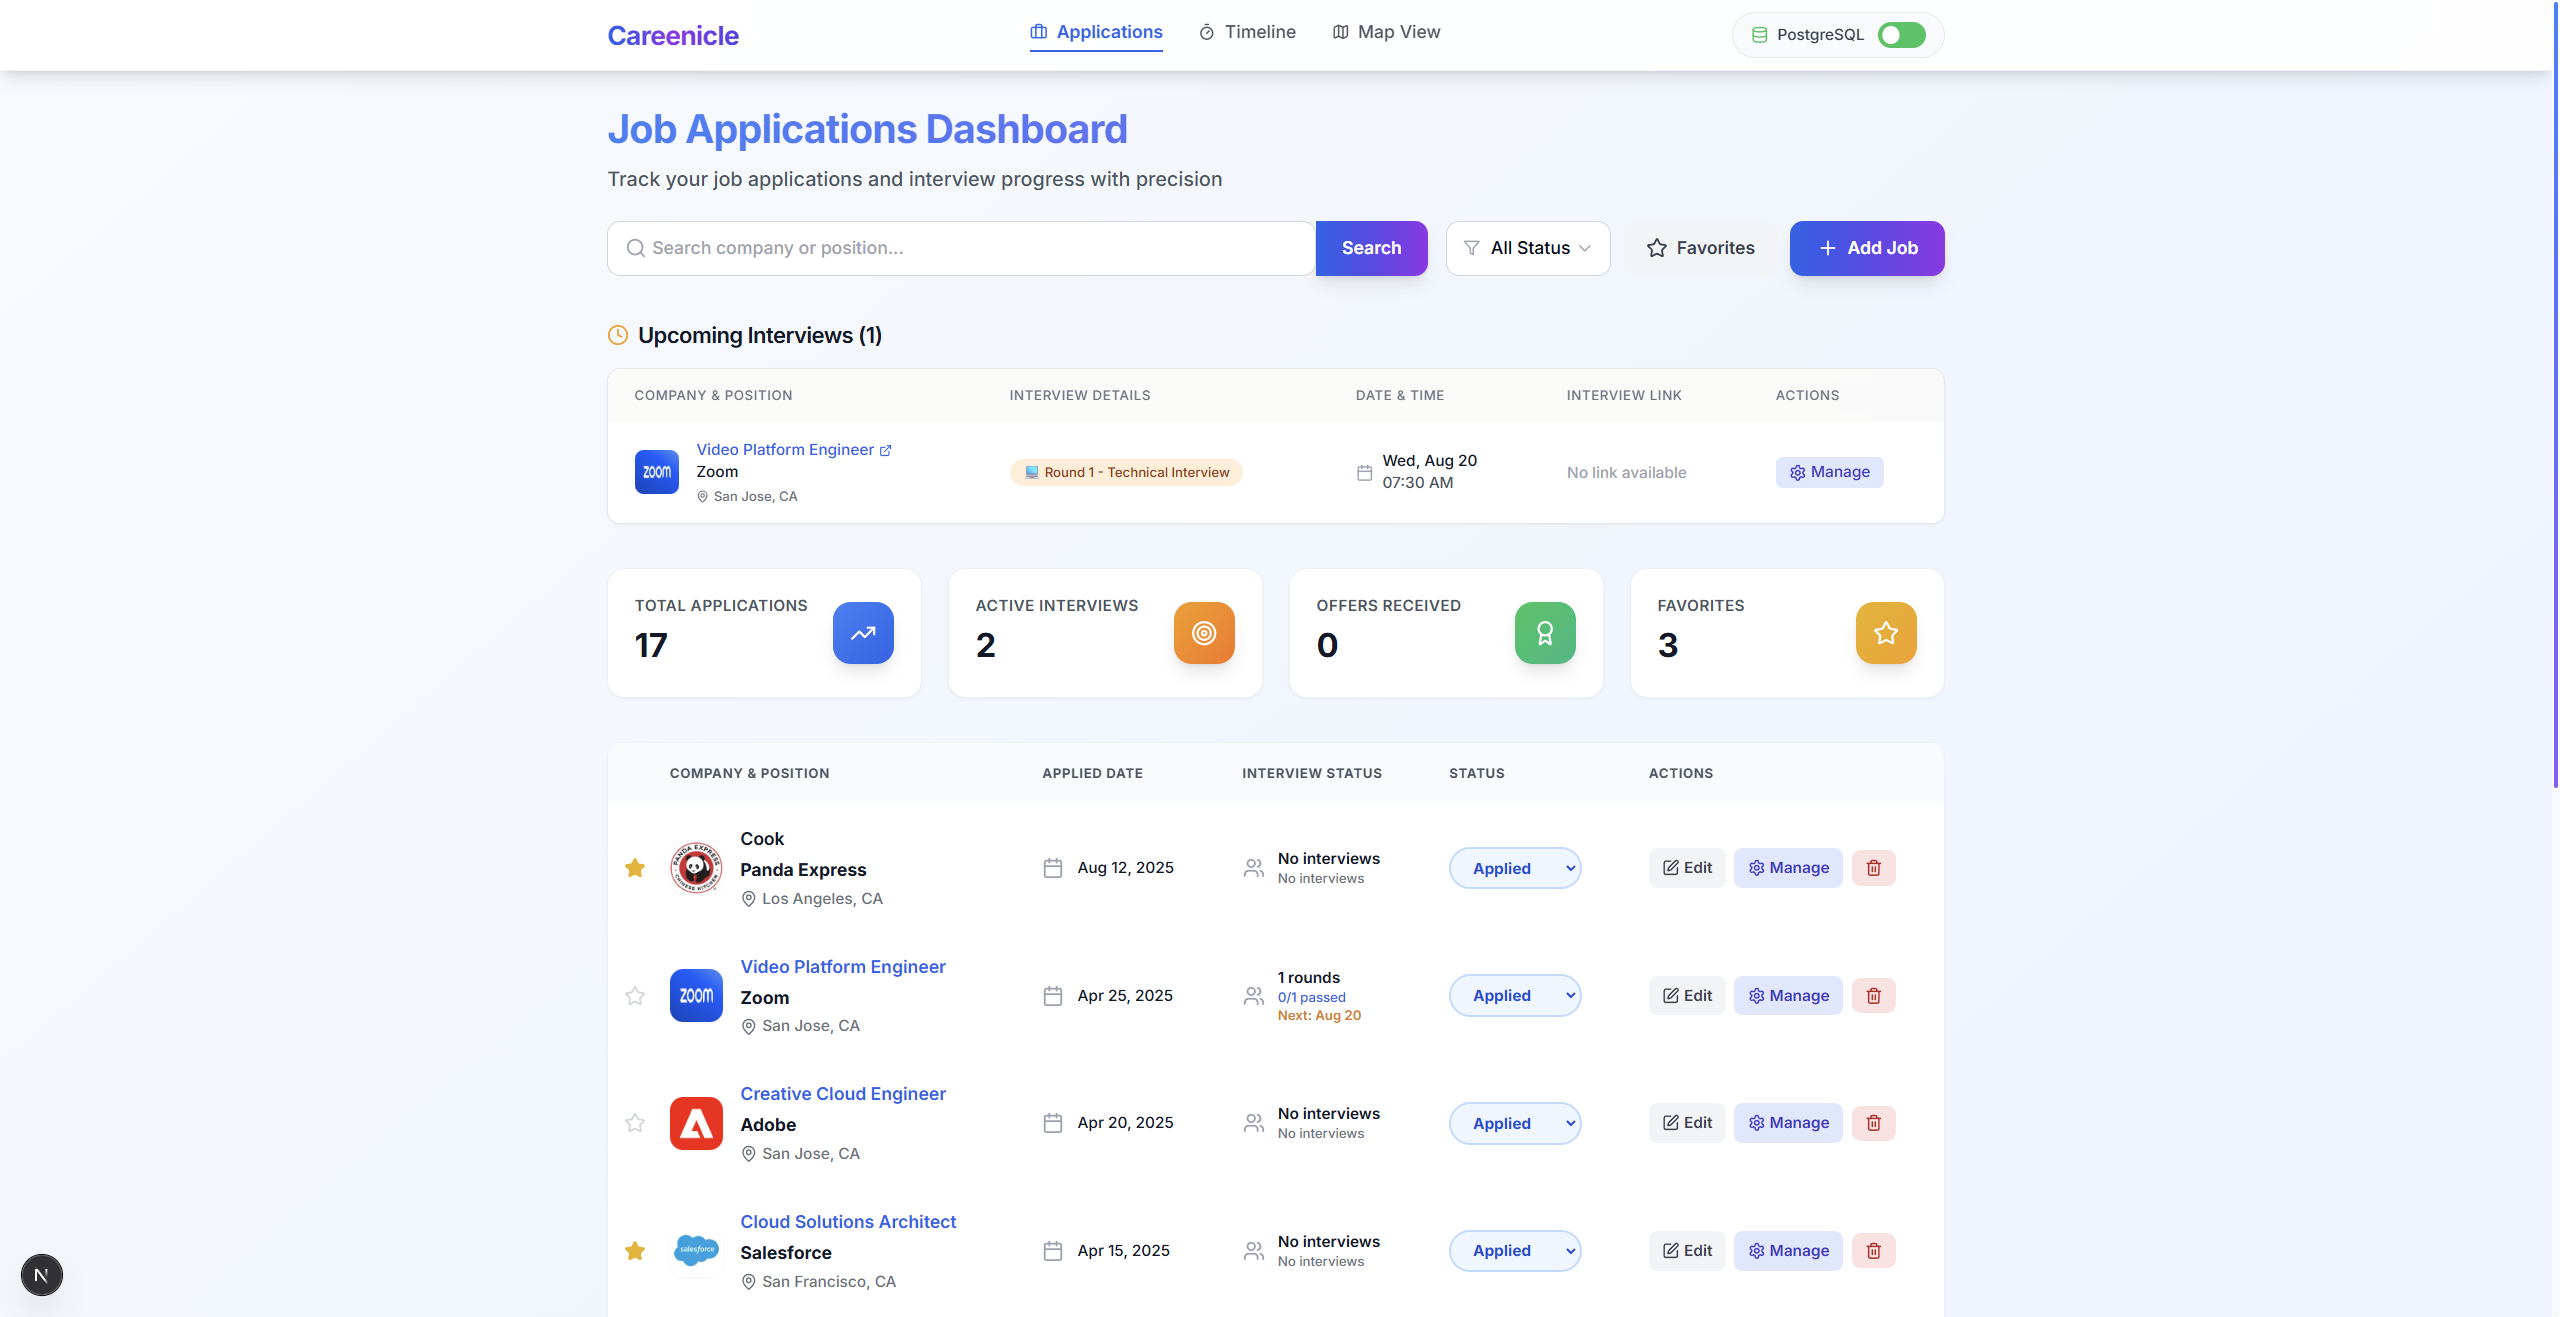 Careenicle
Applications
Timeline
Map View
PostgreSQL
Job Applications Dashboard
Track your job applications and interview progress with precision
Search company or position...
Search
All Status
Favorites
Add Job
Upcoming Interviews (1)
COMPANY & POSITION INTERVIEW DETAILS DATE & TIME INTERVIEW LINK ACTIONS
zoom
Video Platform Engineer
Zoom
San Jose, CA
Round 1 - Technical Interview
Wed, Aug 20
07:30 AM
No link available
Manage
TOTAL APPLICATIONS
17
ACTIVE INTERVIEWS
2
OFFERS RECEIVED
0
FAVORITES
3
COMPANY & POSITION APPLIED DATE INTERVIEW STATUS STATUS ACTIONS
PANDA EXPRESS
CHINESE KITCHEN
Cook
Panda Express
Los Angeles, CA
Aug 12, 2025
No interviews
No interviews
Applied
Edit
Manage
zoom
Video Platform Engineer
Zoom
San Jose, CA
Apr 25, 2025
1 rounds
0/1 passed
Next: Aug 20
Applied
Edit
Manage
Creative Cloud Engineer
Adobe
San Jose, CA
Apr 20, 2025
No interviews
No interviews
Applied
Edit
Manage
salesforce
Cloud Solutions Architect
Salesforce
San Francisco, CA
Apr 15, 2025
No interviews
No interviews
Applied
Edit
Manage
N